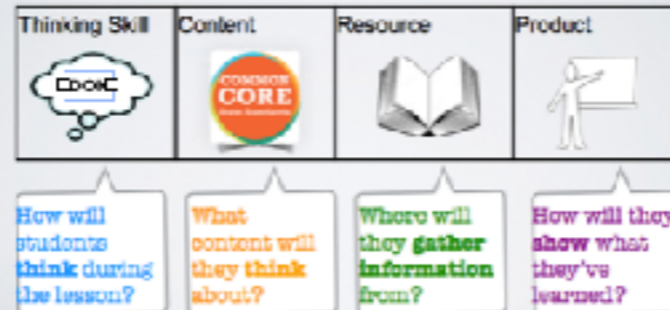 Thinking Skill
Content
Resource
Product
COMMON
CORE
How will
students
think during
the lesson?
What
content will
they think
about?
Where will
they gather
information
from?
How will they
show what
they've
learned?